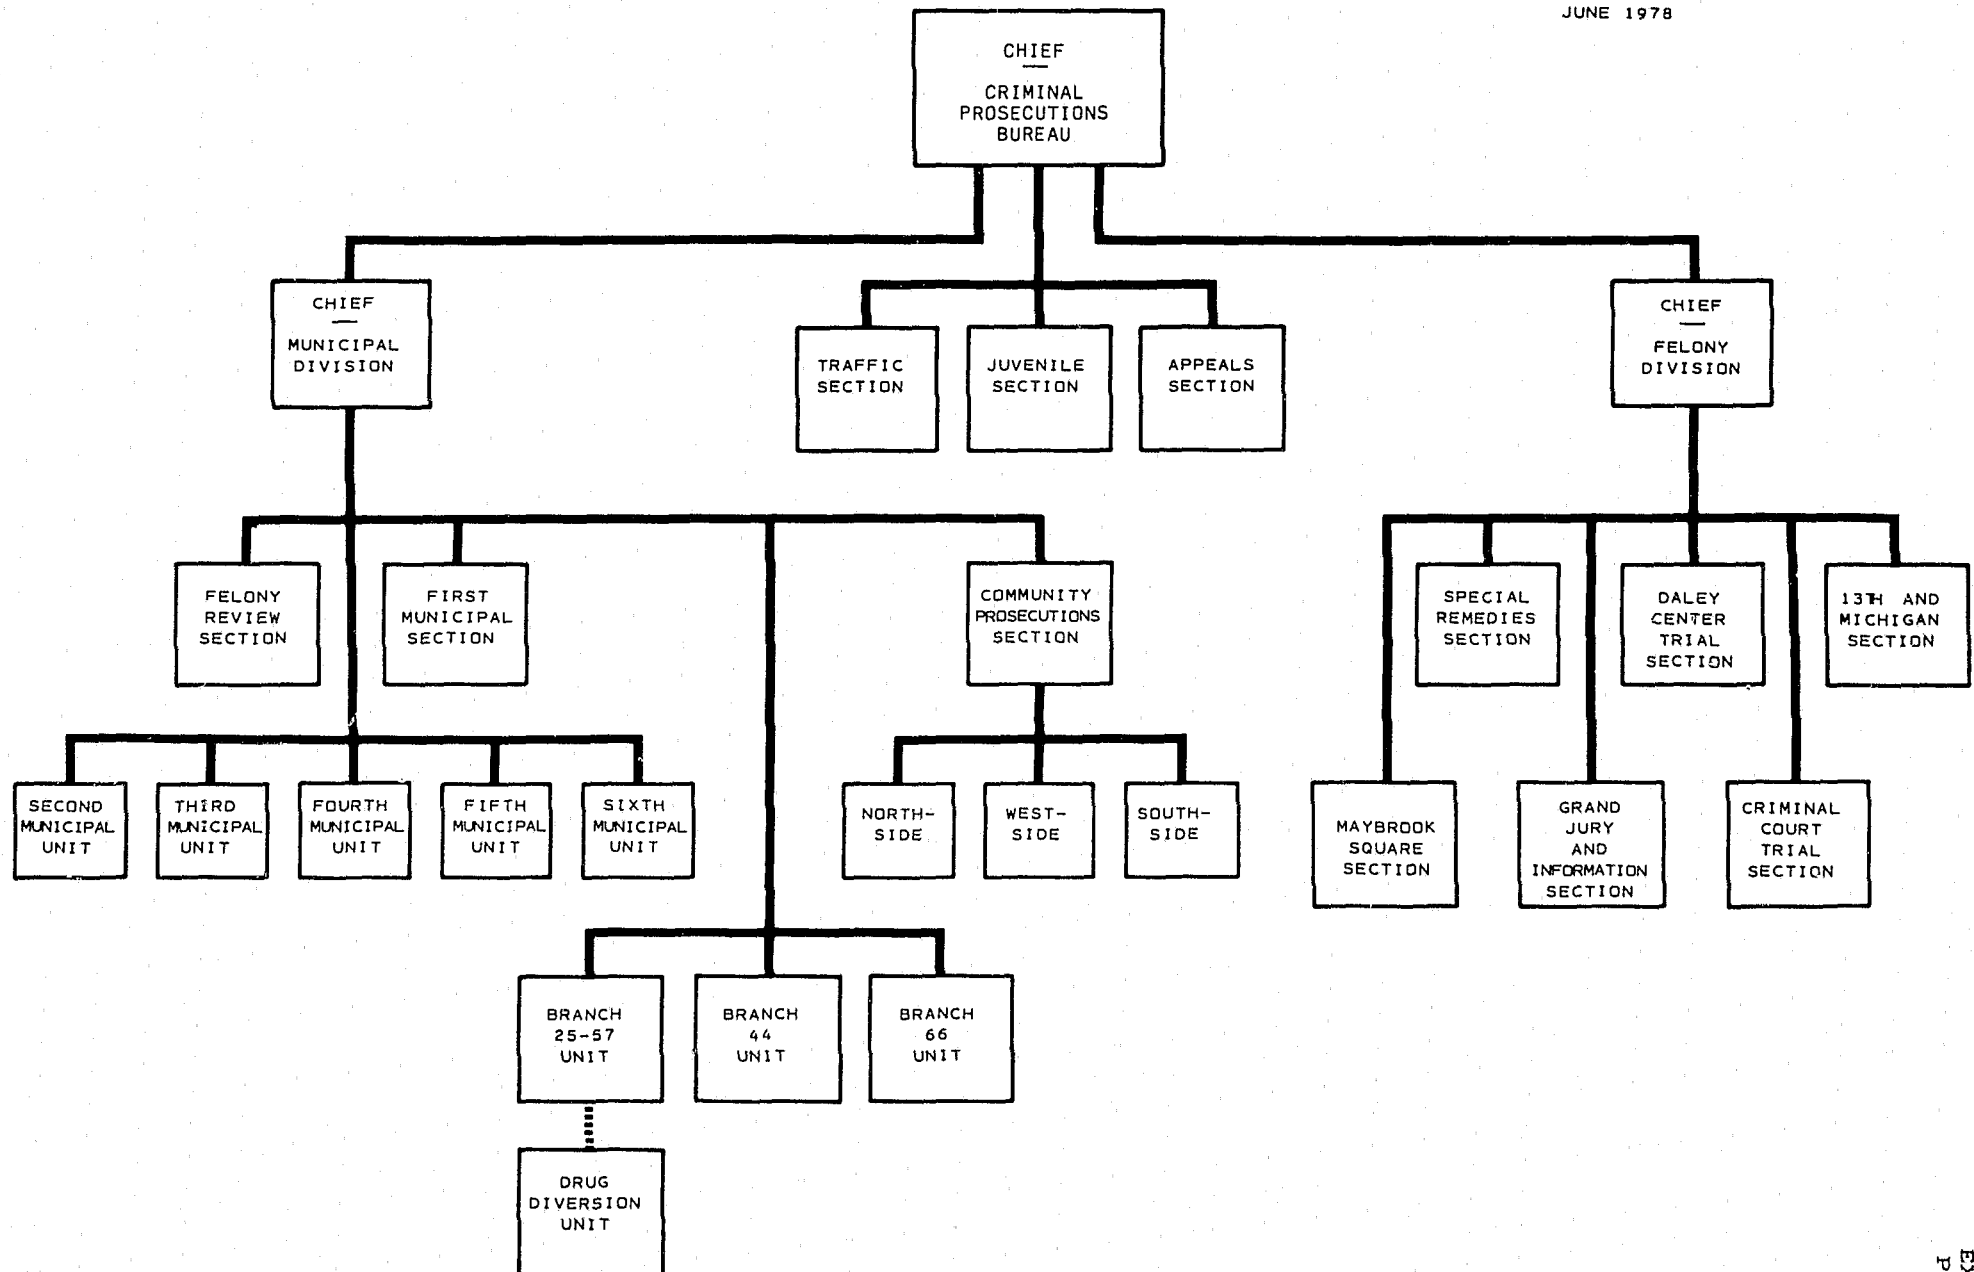 JUNE 1978
CHIEF
CRIMINAL
PROSECUTIONS
BUREAU
CHIEF
MUNICIPAL
DIVISION
TRAFFIC
SECTION
JUVENILE
SECTION
APPEALS
SECTION
CHIEF
FELONY
DIVISION
FELONY
REVIEW
SECTION
FIRST
MUNICIPAL
SECTION
COMMUNITY
PROSECUTIONS
SECTION
SPECIAL
REMEDIES
SECTION
DALEY
CENTER
TRIAL
SECTION
13TH AND
MICHIGAN
SECTION
SECOND
MUNICIPAL
UNIT
THIRD
MUNICIPAL
UNIT
FOURTH
MUNICIPAL
UNIT
FIFTH
MUNICIPAL
UNIT
SIXTH
MUNICIPAL
UNIT
NORTH-
SIDE
WEST-
SIDE
SOUTH-
SIDE
MAYBROOK
SQUARE
SECTION
GRAND
JURY
AND
INFORMATION
SECTION
CRIMINAL
COURT
TRIAL
SECTION
BRANCH
25-57
UNIT
BRANCH
44
UNIT
BRANCH
66
UNIT
DRUG
DIVERSION
UNIT